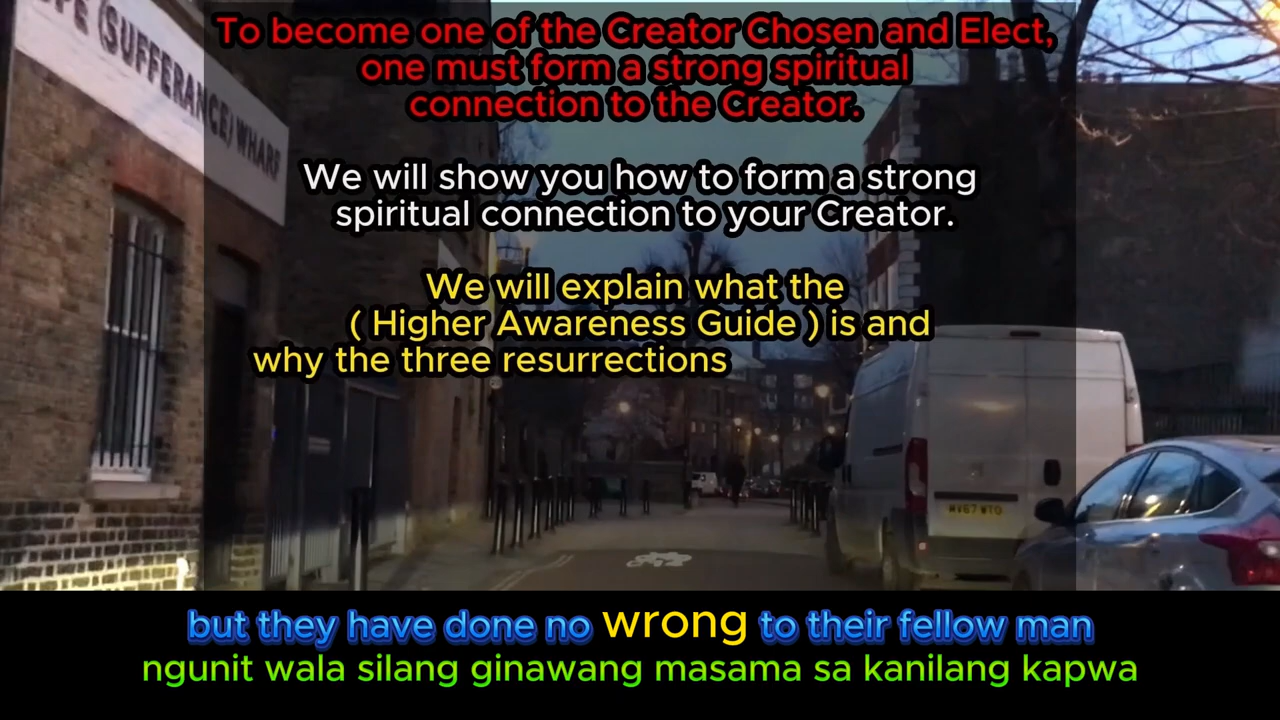 PE (SUFFERANCE) WHARF
To become one of the Creator Chosen and Elect,
one must form a strong spiritual
connection to the Creator.
We will show you how to form a strong
spiritual connection to your Creator.
We will explain what the
( Higher Awareness Guide ) is and
why the three resurrections
but they have done no wrong to their fellow man
ngunit wala silang ginawang masama sa kanilang kapwa